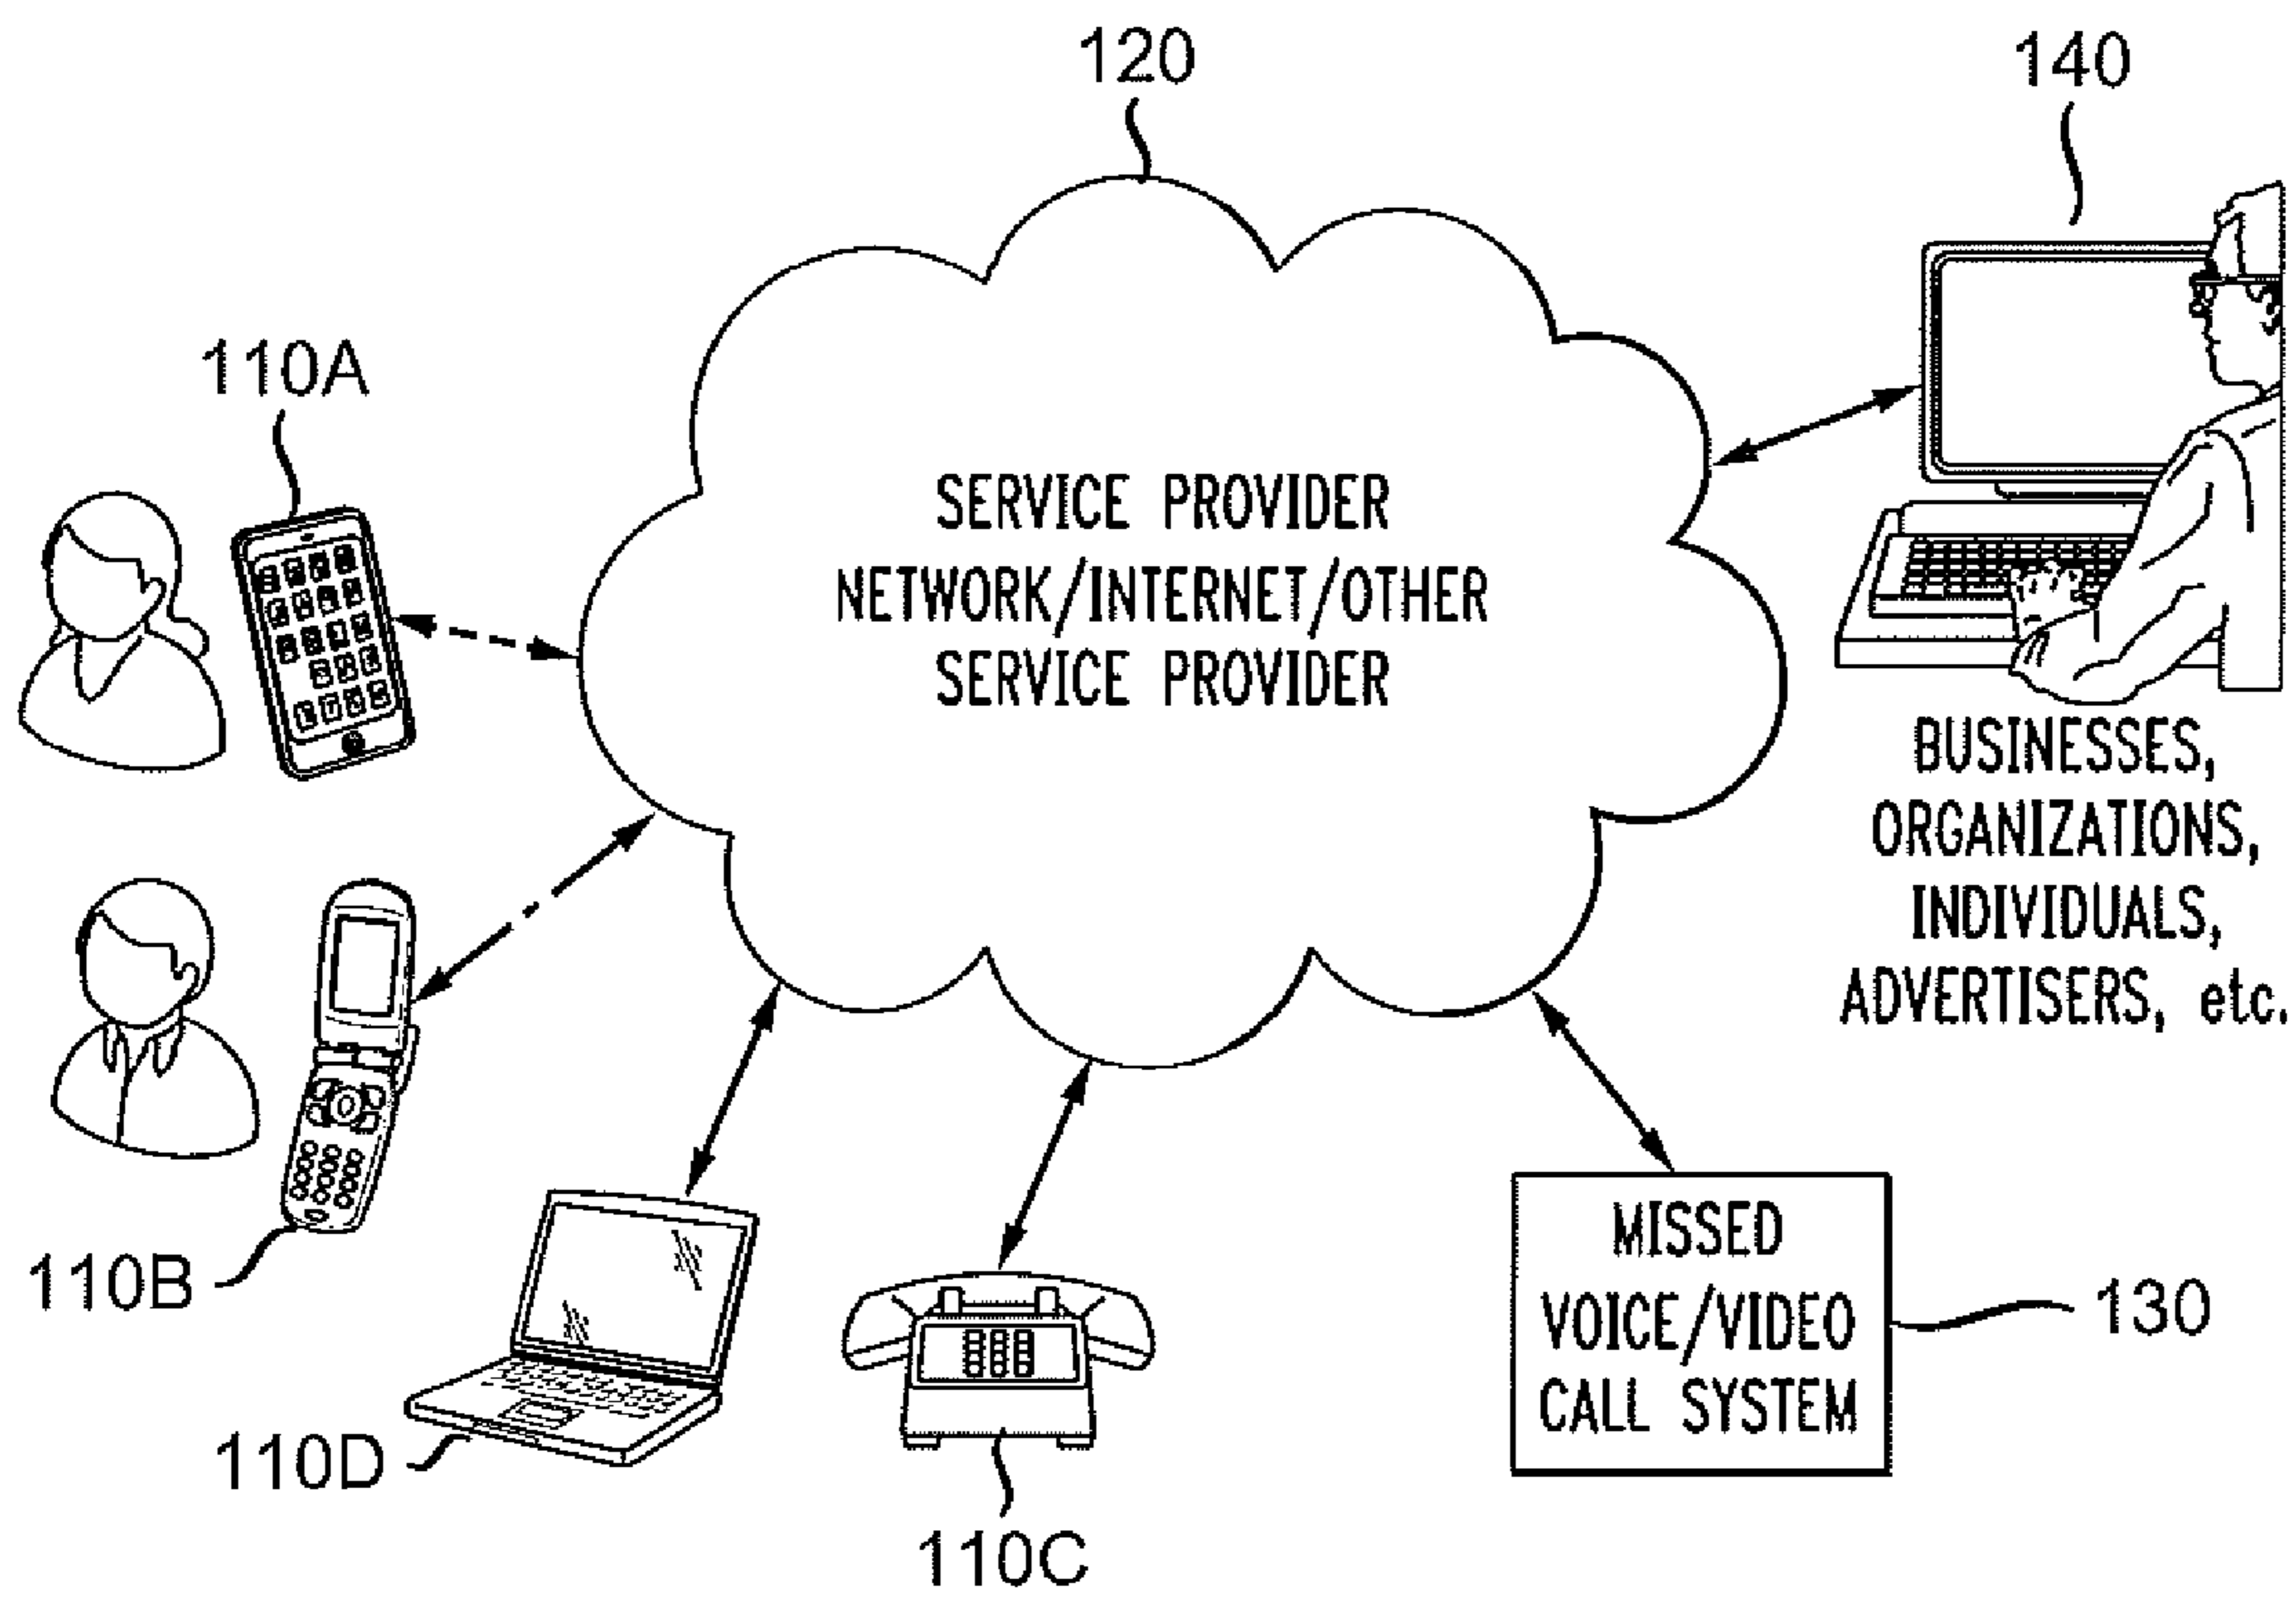 120
140
110A
SERVICE PROVIDER
NETWORK/INTERNET/OTHER
SERVICE PROVIDER
BUSINESSES,
ORGANIZATIONS,
INDIVIDUALS,
ADVERTISERS, etc.
110B
MISSED
VOICE/VIDEO
CALL SYSTEM
130
110D
110C